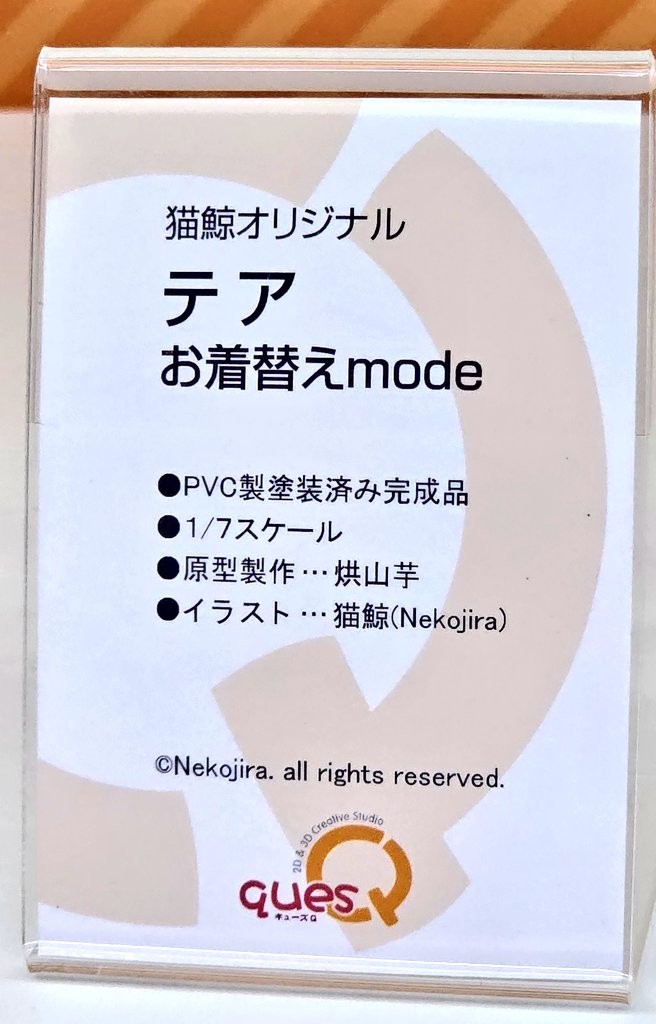 猫鯨オリジナル
テア
お着替えmode
●PVC製塗装済み完成品
●1/7スケール
●原型製作…烘山芋
●イラスト…猫鯨(Nekojira)
©Nekojira. all rights reserved.
2D & 3D Creative Studio
quesQ
キューズQ